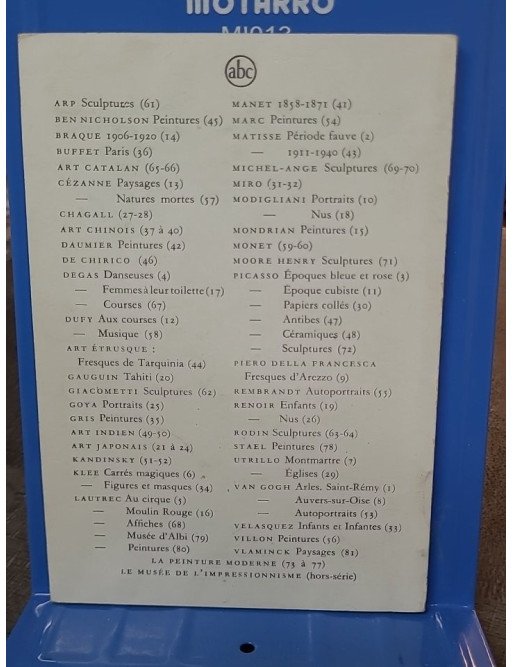 MOTARRO
abc
ARP Sculptures (61)
BEN NICHOLSON Peintures (45)
BRAQUE 1906-1920 (14)
BUFFET Paris (36)
ART CATALAN (65-66)
CÉZANNE Paysages (13)
— Natures mortes (57)
CHAGALL (27-28)
ART CHINOIS (37 à 40)
DAUMIER Peintures (42)
DE CHIRICO (46)
DEGAS Danseuses (4)
— Femmes à leur toilette (17)
— Courses (67)
DUFY Aux courses (12)
— Musique (58)
ART ÉTRUSQUE :
Fresques de Tarquinia (44)
GAUGUIN Tahiti (20)
GIACOMETTI Sculptures (62)
GOYA Portraits (25)
GRIS Peintures (35)
ART INDIEN (49-50)
ART JAPONAIS (21 à 24)
KANDINSKY (51-52)
KLEE Carrés magiques (6)
— Figures et masques (34)
LAUTREC Au cirque (5)
— Moulin Rouge (16)
— Affiches (68)
— Musée d'Albi (79)
— Peintures (80)
MANET 1858-1871 (41)
MARC Peintures (54)
MATISSE Période fauve (2)
— 1911-1940 (43)
MICHEL-ANGE Sculptures (69-70)
MIRO (31-32)
MODIGLIANI Portraits (10)
— Nus (18)
MONDRIAN Peintures (15)
MONET (59-60)
MOORE HENRY Sculptures (71)
PICASSO Époques bleue et rose (3)
— Époque cubiste (11)
— Papiers collés (30)
— Antibes (47)
— Céramiques (48)
— Sculptures (72)
PIERO DELLA FRANCESCA
Fresques d'Arezzo (9)
REMBRANDT Autoportraits (55)
RENOIR Enfants (19)
— Nus (26)
RODIN Sculptures (63-64)
STAEL Peintures (78)
UTRILLO Montmartre (7)
Églises (29)
VAN GOGH Arles, Saint-Rémy (1)
— Auvers-sur-Oise (8)
— Autoportraits (53)
VELASQUEZ Infants et Infantes (33)
VILLON Peintures (56)
VLAMINCK Paysages (81)
LA PEINTURE MODERNE (73 à 77)
LE MUSÉE DE L'IMPRESSIONNISME (hors-série)